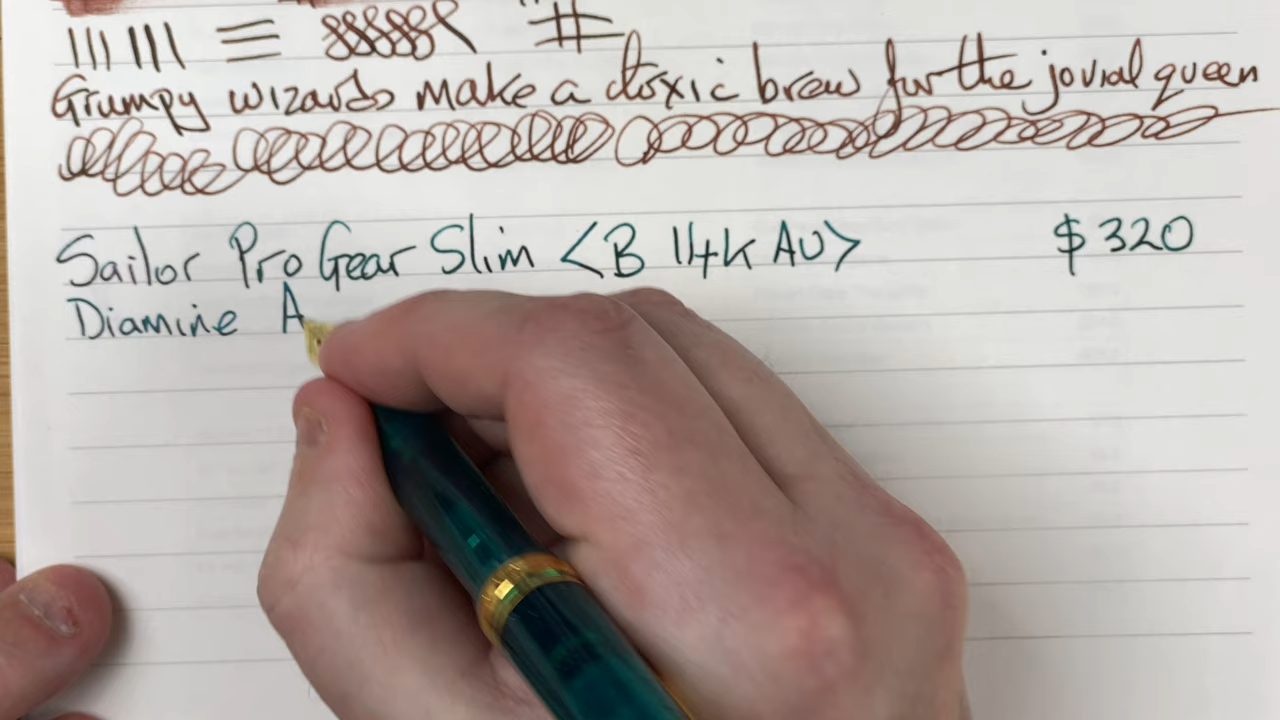 Grumpy wizards make a toxic brew for the jovial queen
Sailor Pro Gear Slim <B 14K AU> $320
Diamine A